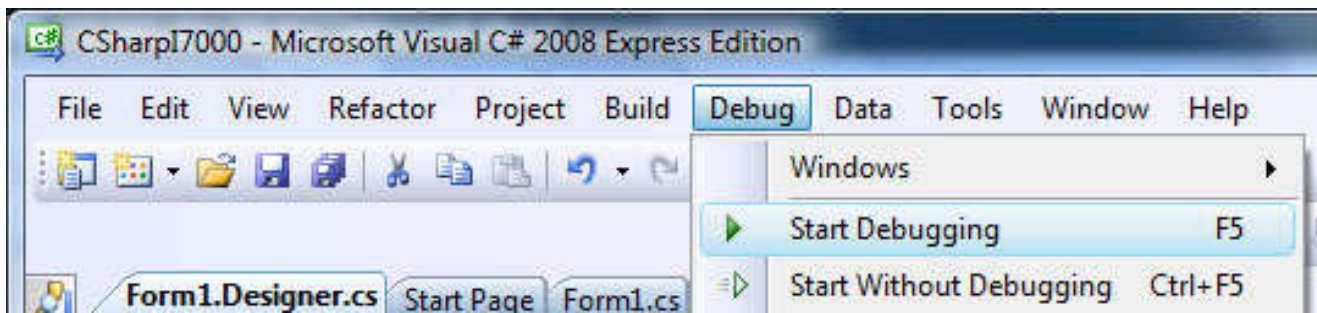 CSharpI7000 - Microsoft Visual C# 2008 Express Edition
File Edit View Refactor Project Build Debug Data Tools Window Help
Windows
Start Debugging F5
Form1.Designer.cs Start Page Form1.cs
Start Without Debugging Ctrl+F5